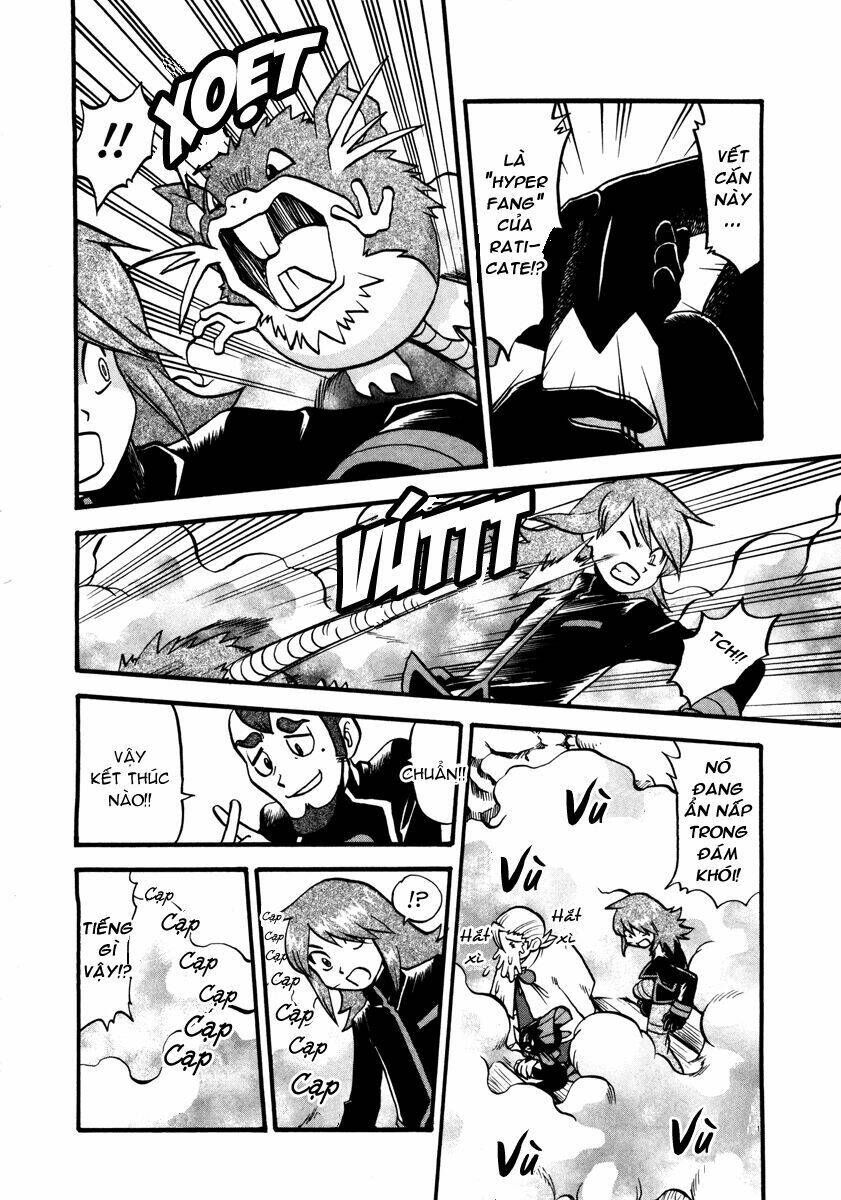 VẾT
CẮN NÀY
...
LÀ
"HYPER
FANG"
CỦA
RATI-
CATE!?
XOẸT
!!
VÚTTT
TCH!!
NÓ
ĐANG
ẨN NẤP
TRONG
ĐÁM
KHÓI!
Vù
Vù
Hắt
xì
Hắt
xì
Vù
Vù
CHUẨN!!
VẬY
KẾT THÚC
NÀO!!
!?
Cạp
Cạp
Cạp
Cạp
Cạp
Cạp
Cạp
Cạp
Cạp
Cạp
Cạp
Cạp
Cạp
TIẾNG
GÌ
VẬY!?